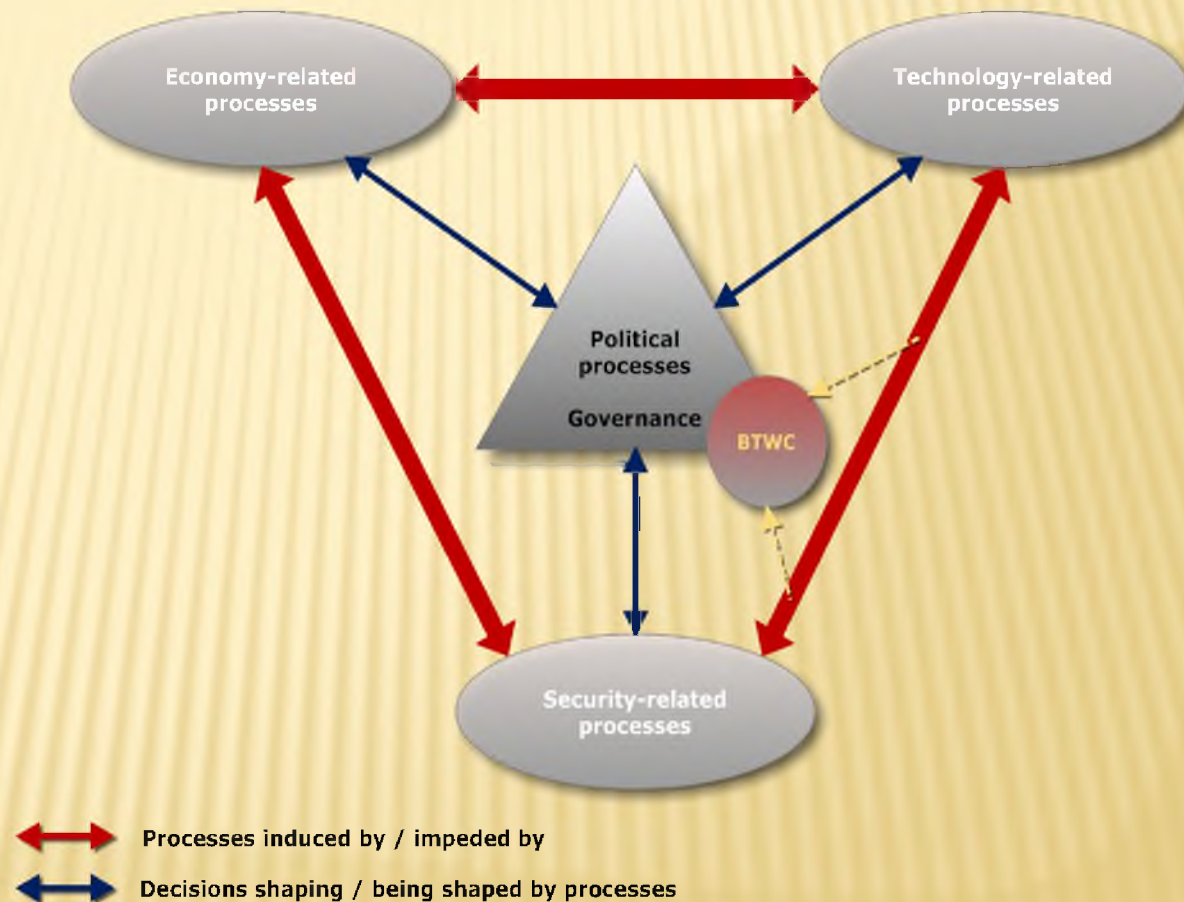 Economy-related
processes
Technology-related
processes
Political
processes
Governance
BTWC
Security-related
processes
Processes induced by / impeded by
Decisions shaping / being shaped by processes